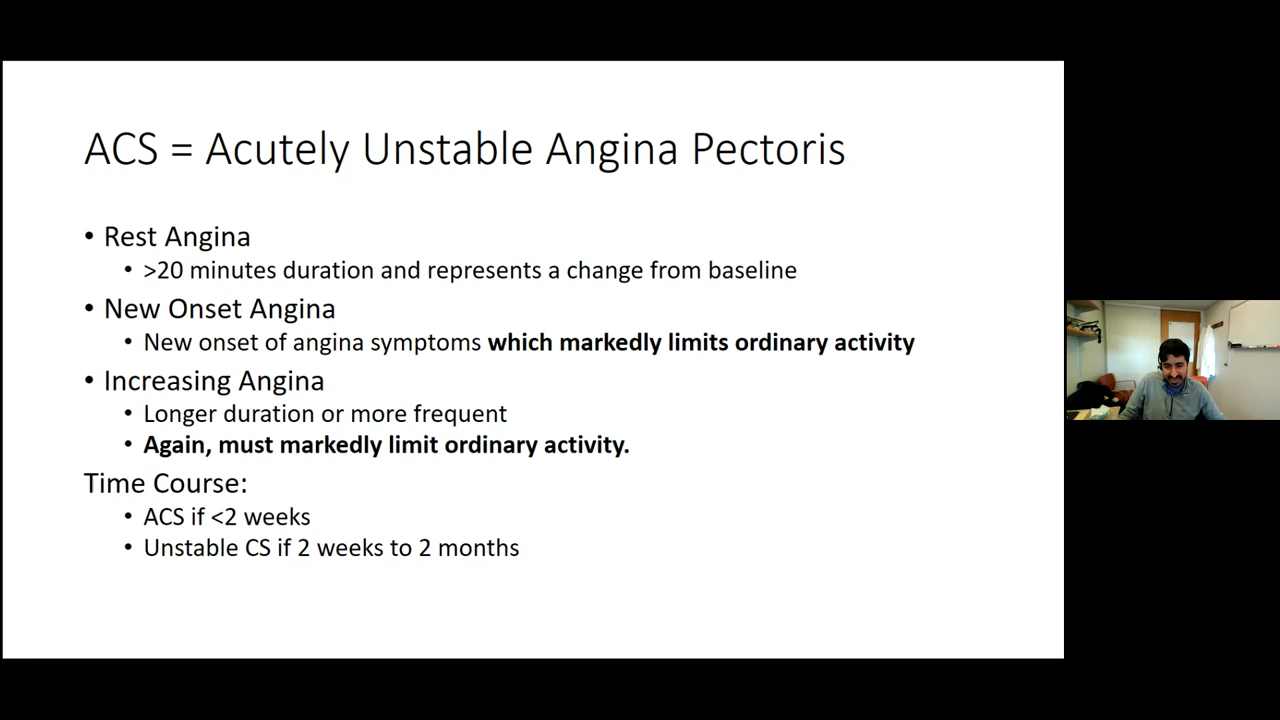 ACS = Acutely Unstable Angina Pectoris
• Rest Angina
• >20 minutes duration and represents a change from baseline
• New Onset Angina
• New onset of angina symptoms which markedly limits ordinary activity
• Increasing Angina
• Longer duration or more frequent
• Again, must markedly limit ordinary activity.
Time Course:
• ACS if <2 weeks
• Unstable CS if 2 weeks to 2 months